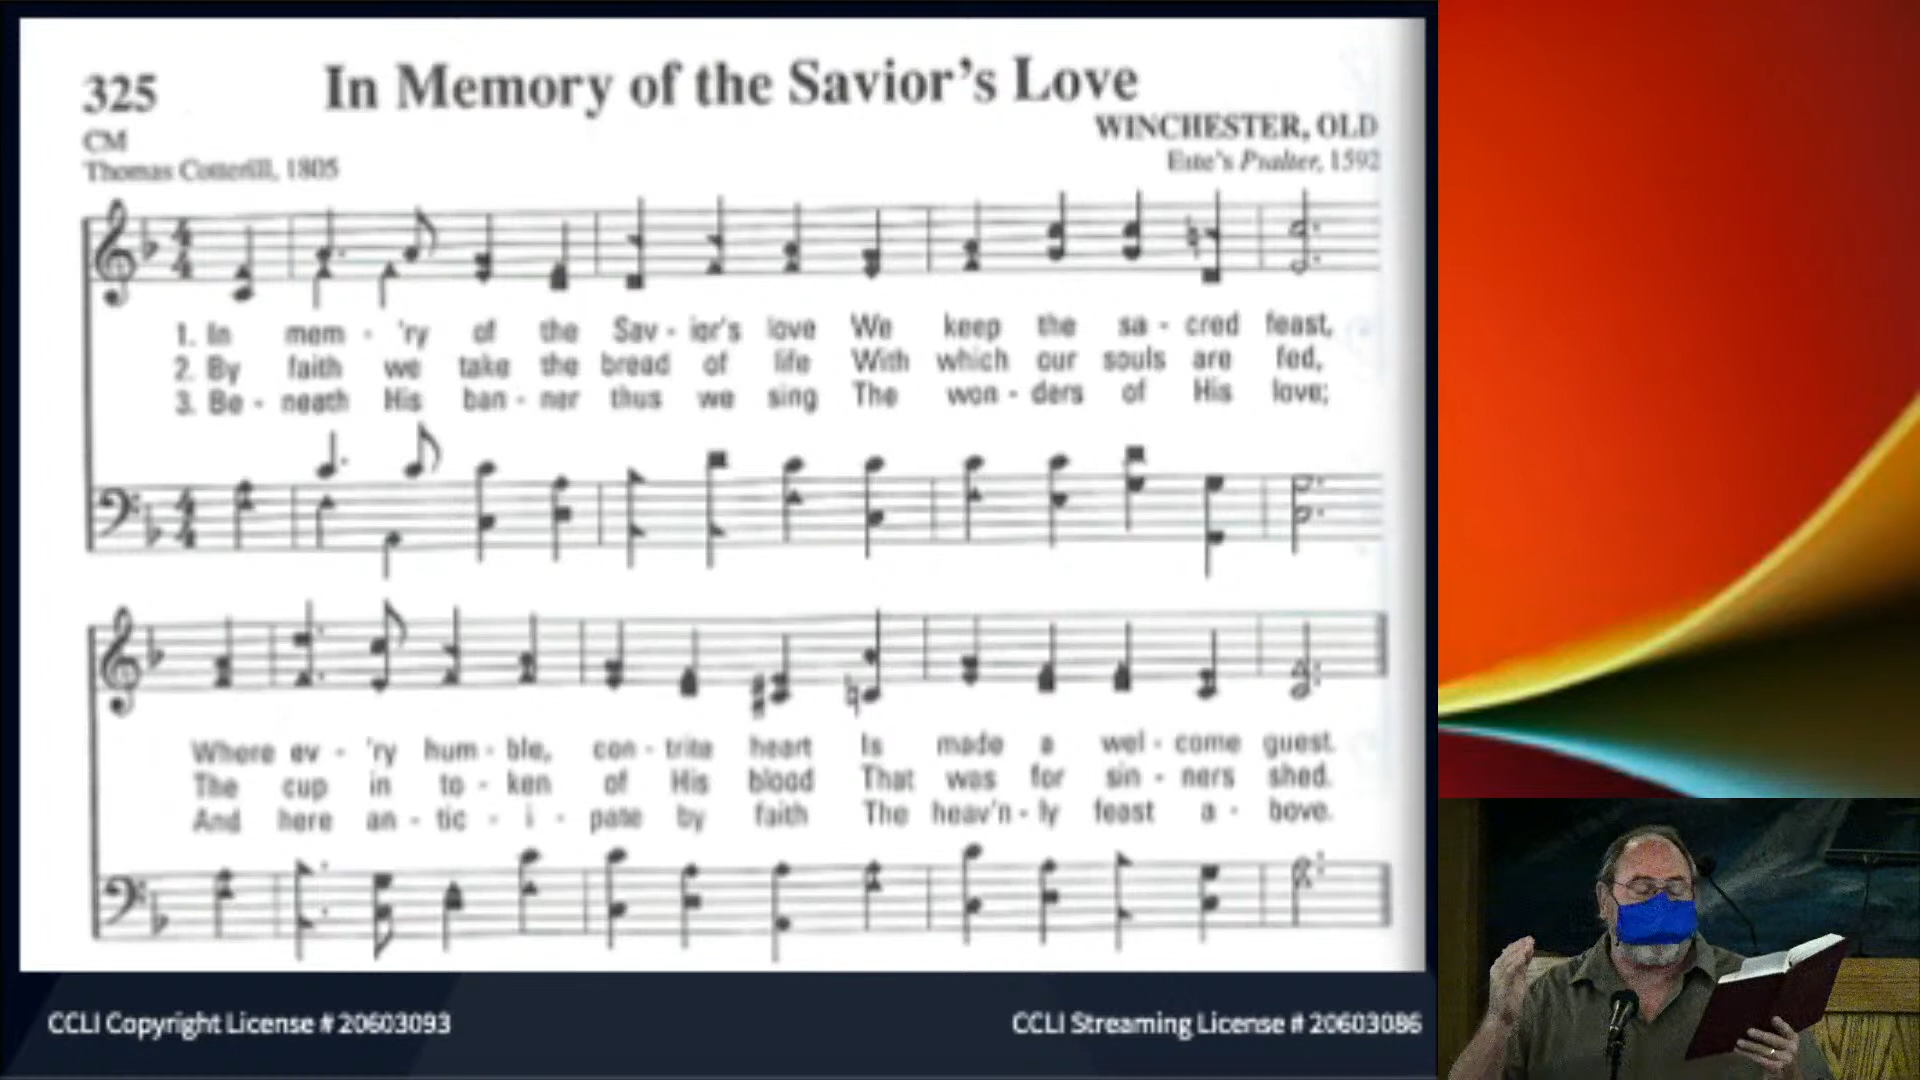 325
In Memory of the Savior's Love
CM
WINCHESTER, OLD
Thomas Cotterill, 1805
Este's Psalter, 1592
1. In mem - 'ry of the Sav - ior's love We keep the sa - cred feast,
2. By faith we take the bread of life With which our souls are fed,
3. Be - neath His ban - ner thus we sing The won - ders of His love;
Where ev - 'ry hum - ble, con - trite heart Is made a wel - come guest.
The cup in to - ken of His blood That was for sin - ners shed.
And here an - tic - i - pate by faith The heav'n - ly feast a - bove.
CCLI Copyright License # 20603093
CCLI Streaming License # 20603086